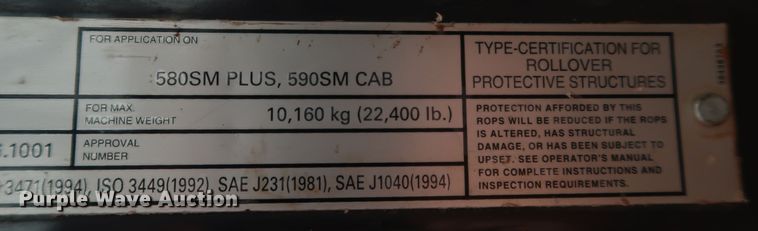 FOR APPLICATION ON
580SM PLUS, 590SM CAB
FOR MAX.
MACHINE WEIGHT
10,160 kg (22,400 lb.)
.1001
APPROVAL
NUMBER
3471(1994), ISO 3449(1992), SAE J231(1981), SAE J1040(1994)
TYPE-CERTIFICATION FOR
ROLLOVER
PROTECTIVE STRUCTURES
PROTECTION AFFORDED BY THIS
ROPS WILL BE REDUCED IF THE ROPS
IS ALTERED, HAS STRUCTURAL
DAMAGE, OR HAS BEEN SUBJECT TO
UPSET. SEE OPERATOR'S MANUAL
FOR COMPLETE INSTRUCTIONS AND
INSPECTION REQUIREMENTS.
Purple Wave Auction